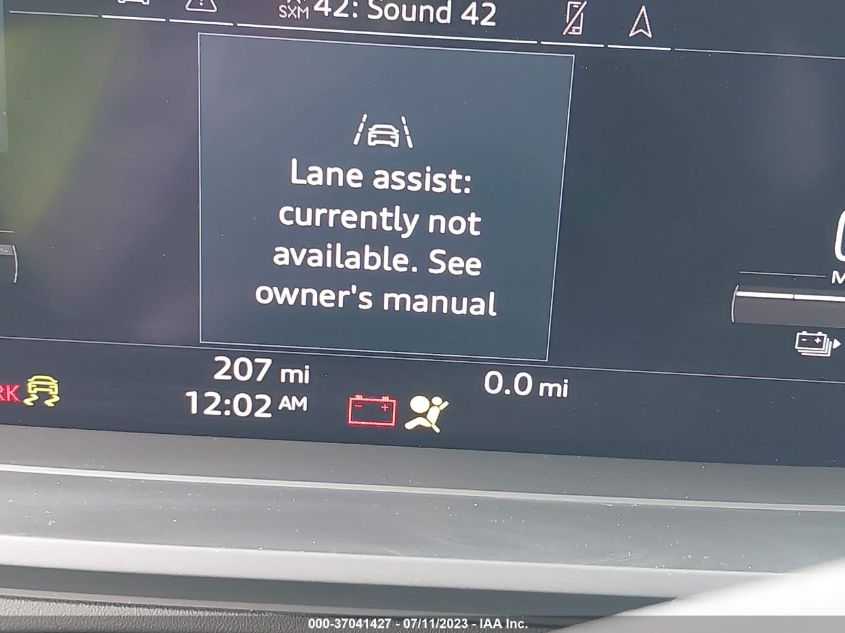 SXM 42: Sound 42
Lane assist:
currently not
available. See
owner's manual
207 mi
0.0 mi
12:02 AM
000-37041427 - 07/11/2023 - IAA Inc.